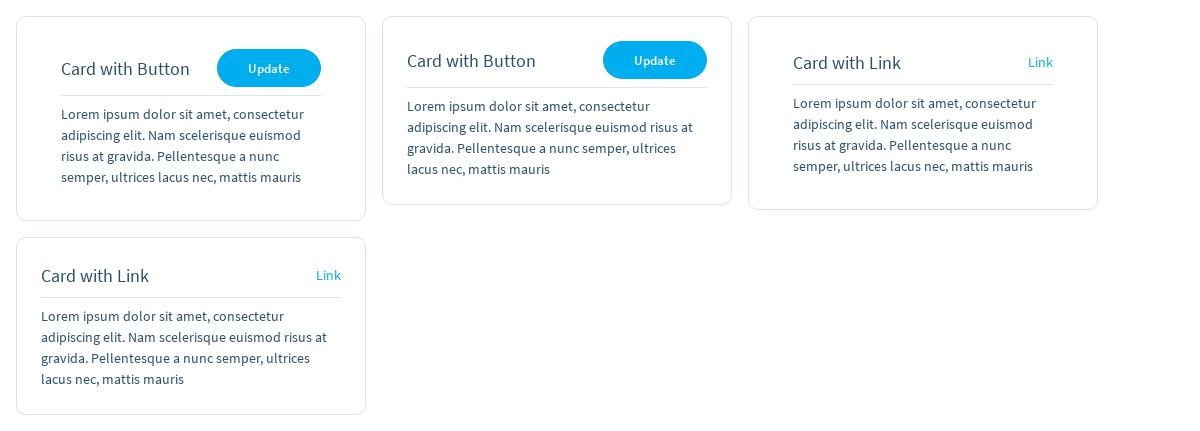 Card with Button
Update
Lorem ipsum dolor sit amet, consectetur
adipiscing elit. Nam scelerisque euismod
risus at gravida. Pellentesque a nunc
semper, ultrices lacus nec, mattis mauris
Card with Button
Update
Lorem ipsum dolor sit amet, consectetur
adipiscing elit. Nam scelerisque euismod risus at
gravida. Pellentesque a nunc semper, ultrices
lacus nec, mattis mauris
Card with Link
Link
Lorem ipsum dolor sit amet, consectetur
adipiscing elit. Nam scelerisque euismod
risus at gravida. Pellentesque a nunc
semper, ultrices lacus nec, mattis mauris
Card with Link
Link
Lorem ipsum dolor sit amet, consectetur
adipiscing elit. Nam scelerisque euismod risus at
gravida. Pellentesque a nunc semper, ultrices
lacus nec, mattis mauris